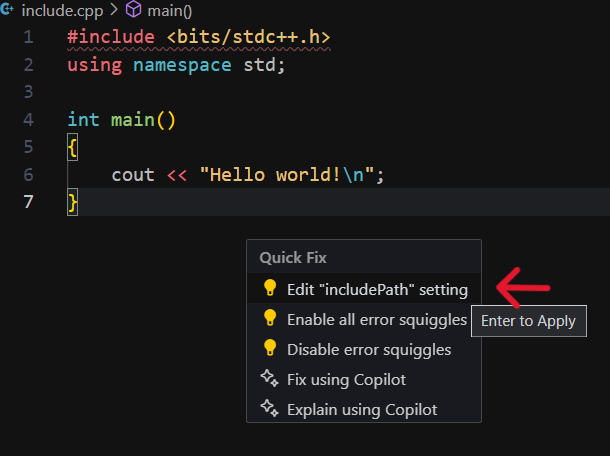 include.cpp > main()
1 #include <bits/stdc++.h>
2 using namespace std;
3
4 int main()
5 {
6 cout << "Hello world!\n";
7 }
Quick Fix
Edit "includePath" setting
Enable all error squiggles
Enter to Apply
Disable error squiggles
Fix using Copilot
Explain using Copilot